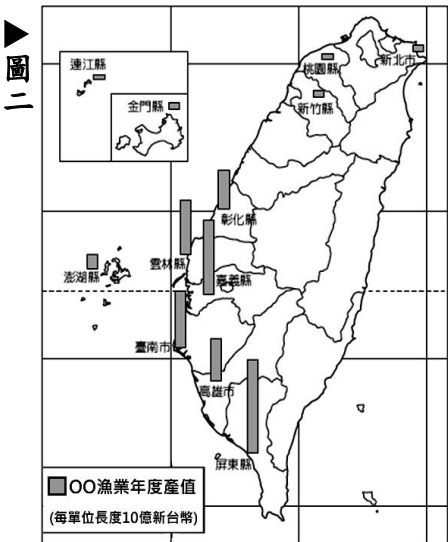 ▶圖二
連江縣
金門縣
桃園縣
新北市
新竹縣
彰化縣
雲林縣
嘉義縣
澎湖縣
臺南市
高雄市
屏東縣
OO漁業年度產值
(每單位長度10億新台幣)